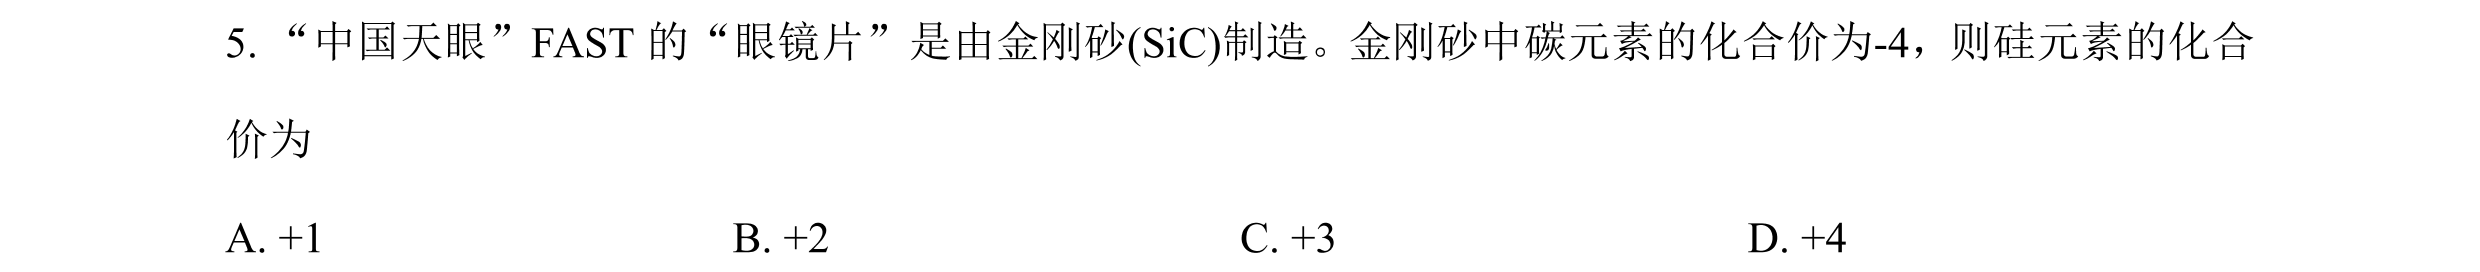 5. “中国天眼”FAST 的“眼镜片”是由金刚砂(SiC)制造。金刚砂中碳元素的化合价为-4，则硅元素的化合
价为
A. +1 B. +2 C. +3 D. +4